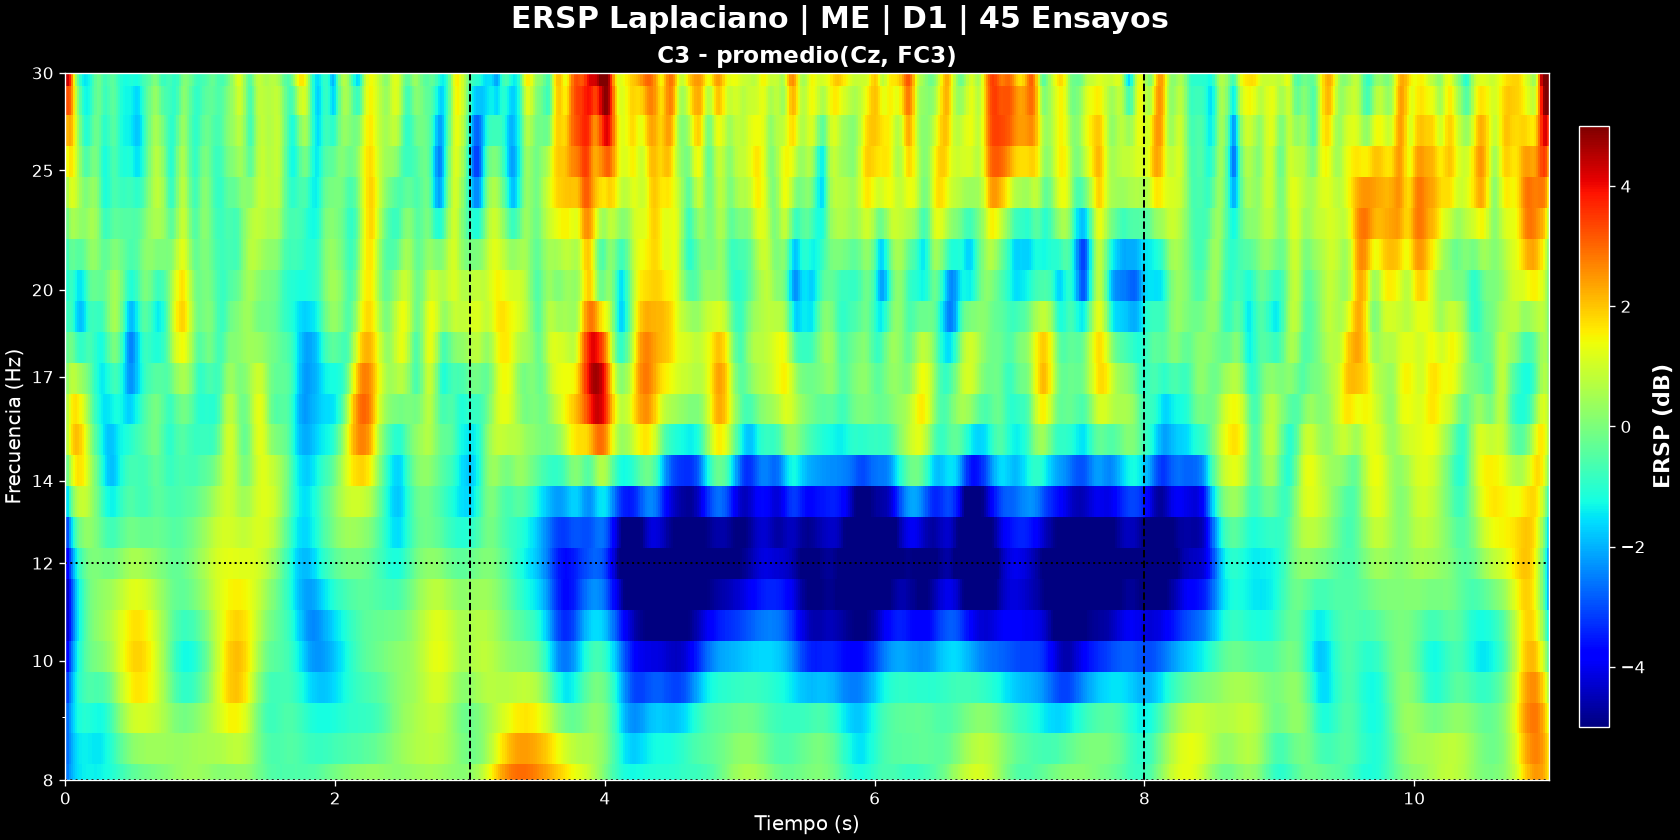 ERSP Laplaciano | ME | D1 | 45 Ensayos
C3 - promedio(Cz, FC3)
Frecuencia (Hz)
30
25
20
17
14
12
10
8
0 2 4 6 8 10
Tiempo (s)
4
2
0
−2
−4
ERSP (dB)